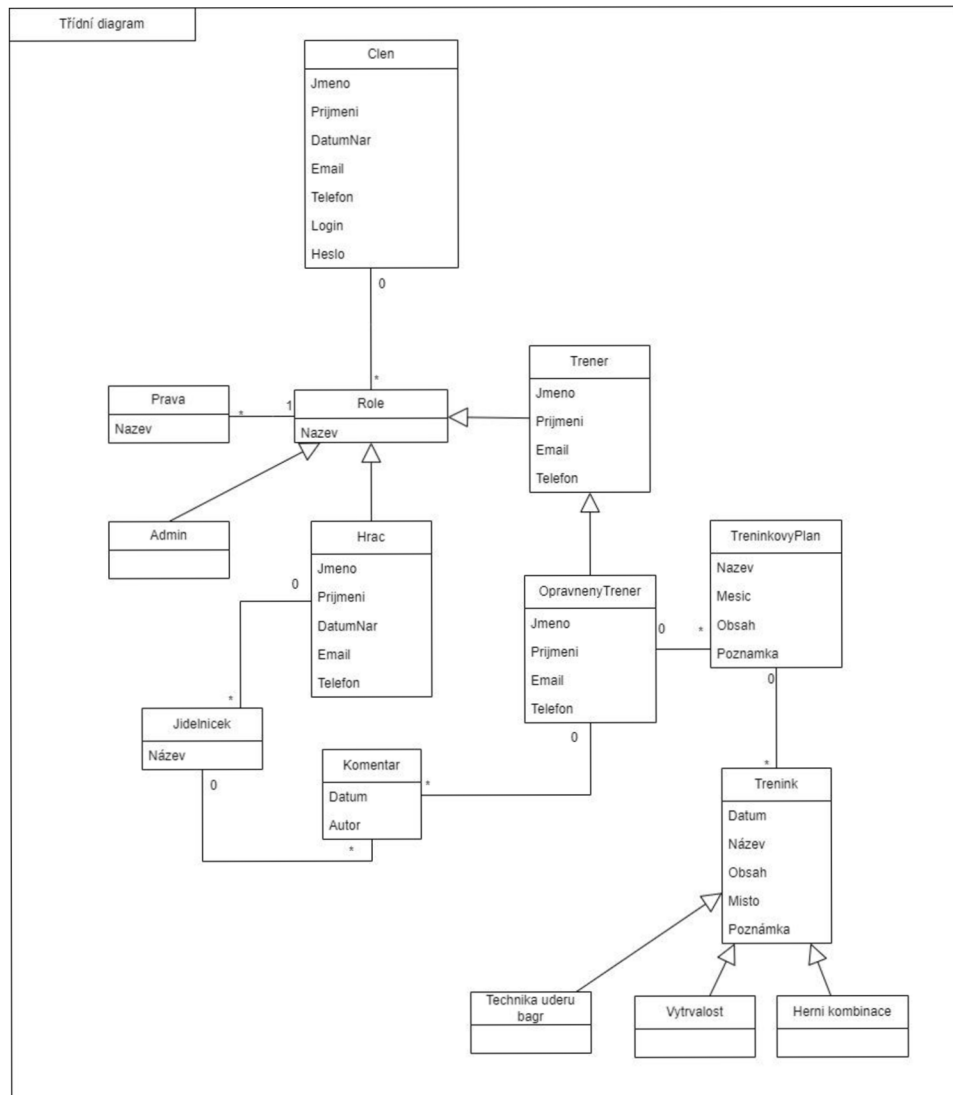 Třídní diagram
Clen
Jmeno
Prijmeni
DatumNar
Email
Telefon
Login
Heslo
0
*
Prava
Nazev
*
1
Role
Nazev
Trener
Jmeno
Prijmeni
Email
Telefon
Admin
Hrac
Jmeno
Prijmeni
DatumNar
Email
Telefon
0
*
OpravnenyTrener
Jmeno
Prijmeni
Email
Telefon
0
*
TreninkovyPlan
Nazev
Mesic
Obsah
Poznamka
0
*
Jidelnicek
Název
0
*
Komentar
Datum
Autor
*
0
Trenink
Datum
Název
Obsah
Misto
Poznámka
Technika uderu
bagr
Vytrvalost
Herni kombinace